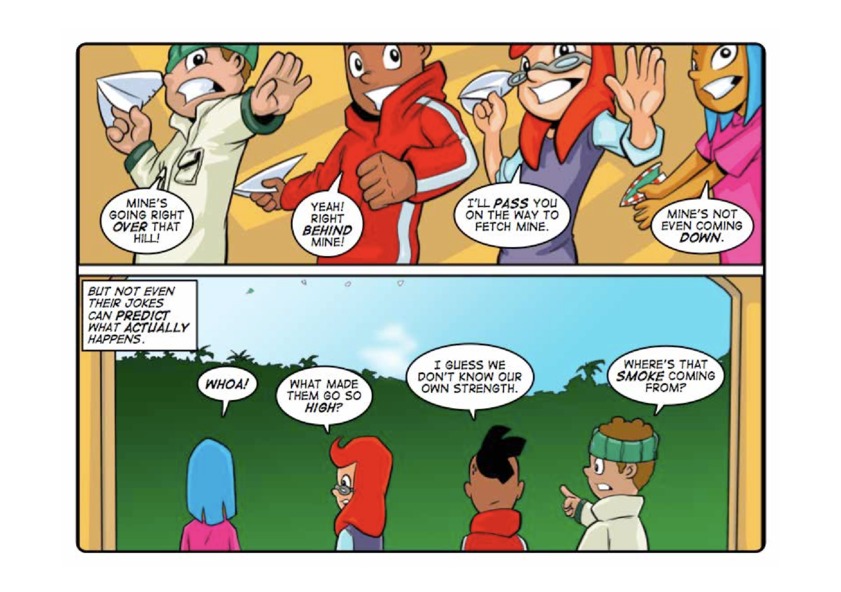 MINE'S
GOING RIGHT
OVER THAT
HILL!
YEAH!
RIGHT
BEHIND
MINE!
I'LL PASS YOU
ON THE WAY TO
FETCH MINE.
MINE'S NOT
EVEN COMING
DOWN.
BUT NOT EVEN
THEIR JOKES
CAN PREDICT
WHAT ACTUALLY
HAPPENS.
WHOA!
WHAT MADE
THEM GO SO
HIGH?
I GUESS WE
DON'T KNOW OUR
OWN STRENGTH.
WHERE'S THAT
SMOKE COMING
FROM?